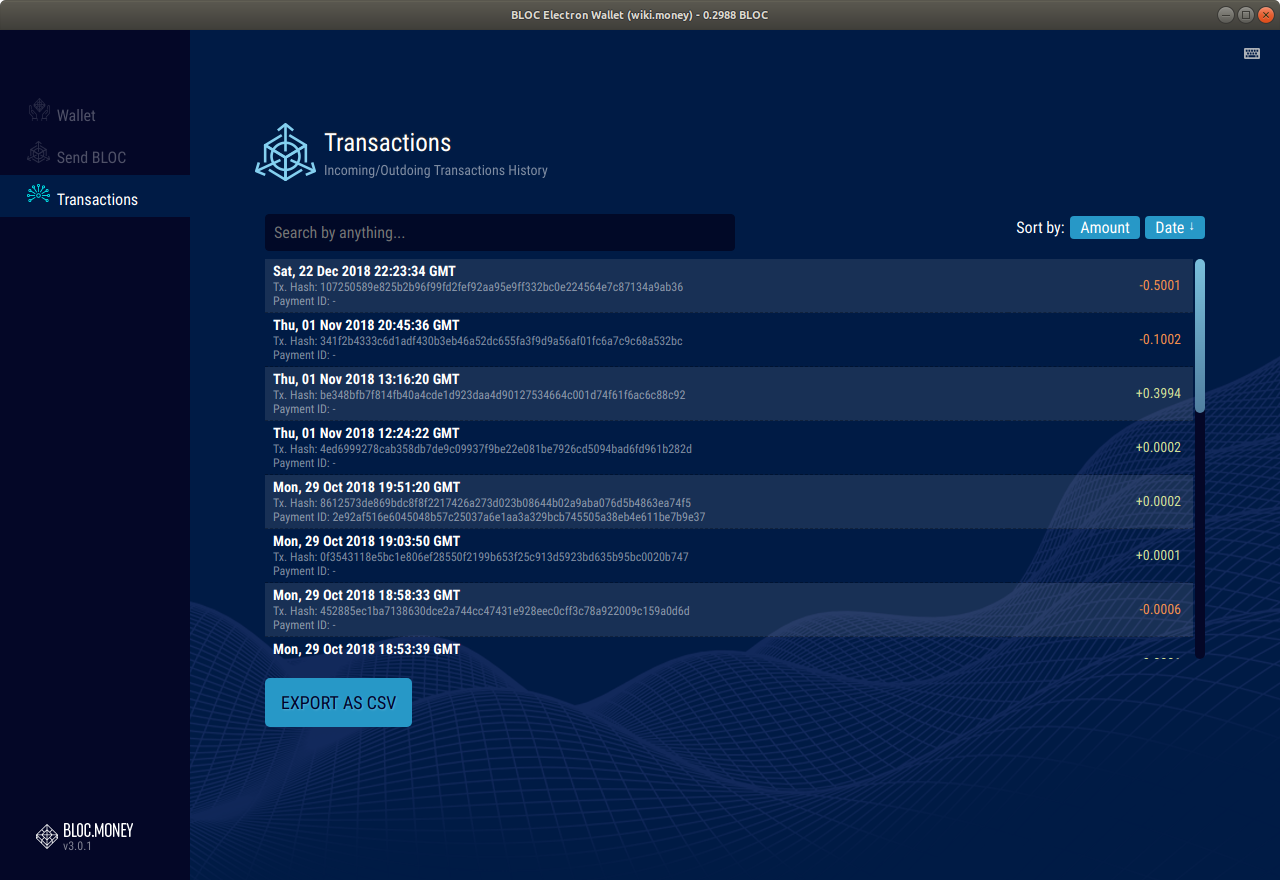 BLOC Electron Wallet (wiki.money) - 0.2988 BLOC
Wallet
Send BLOC
Transactions
Transactions
Incoming/Outdoing Transactions History
Search by anything...
Sort by: Amount Date ↓
Sat, 22 Dec 2018 22:23:34 GMT
Tx. Hash: 107250589e825b2b96f99fd2fef92aa95e9ff332bc0e224564e7c87134a9ab36
Payment ID: -
-0.5001
Thu, 01 Nov 2018 20:45:36 GMT
Tx. Hash: 341f2b4333c6d1adf430b3eb46a52dc655fa3f9d9a56af01fc6a7c9c68a532bc
Payment ID: -
-0.1002
Thu, 01 Nov 2018 13:16:20 GMT
Tx. Hash: be348bfb7f814fb40a4cde1d923daa4d90127534664c001d74f61f6ac6c88c92
Payment ID: -
+0.3994
Thu, 01 Nov 2018 12:24:22 GMT
Tx. Hash: 4ed6999278cab358db7de9c09937f9be22e081be7926cd5094bad6fd961b282d
Payment ID: -
+0.0002
Mon, 29 Oct 2018 19:51:20 GMT
Tx. Hash: 8612573de869bdc8f8f2217426a273d023b08644b02a9aba076d5b4863ea74f5
Payment ID: 2e92af516e6045048b57c25037a6e1aa3a329bcb745505a38eb4e611be7b9e37
+0.0002
Mon, 29 Oct 2018 19:03:50 GMT
Tx. Hash: 0f3543118e5bc1e806ef28550f2199b653f25c913d5923bd635b95bc0020b747
Payment ID: -
+0.0001
Mon, 29 Oct 2018 18:58:33 GMT
Tx. Hash: 452885ec1ba7138630dce2a744cc47431e928eec0cff3c78a922009c159a0d6d
Payment ID: -
-0.0006
Mon, 29 Oct 2018 18:53:39 GMT
EXPORT AS CSV
BLOC.MONEY
v3.0.1